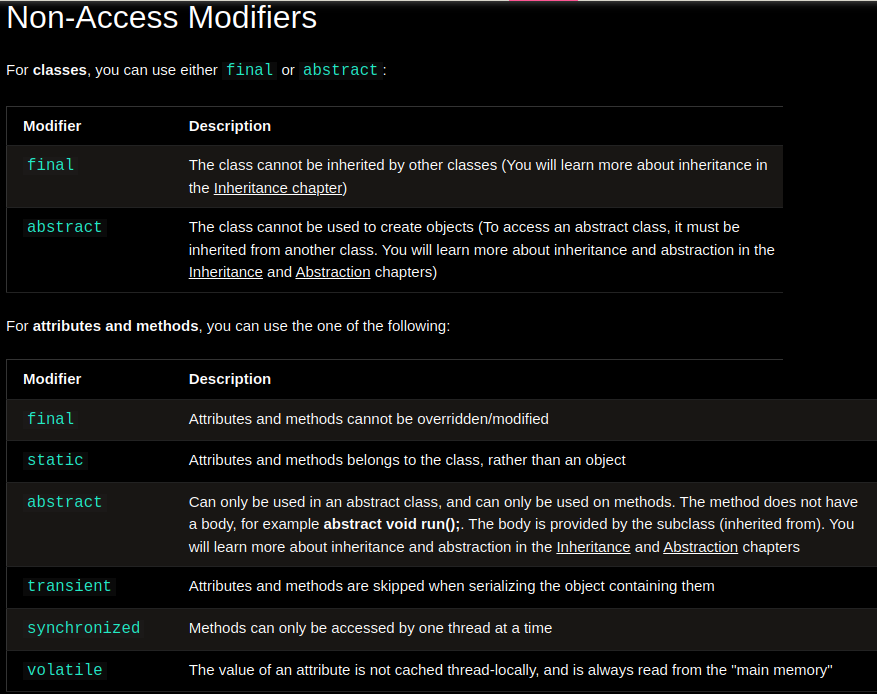 Non-Access Modifiers
For classes, you can use either final or abstract:
Modifier Description
final The class cannot be inherited by other classes (You will learn more about inheritance in
the Inheritance chapter)
abstract The class cannot be used to create objects (To access an abstract class, it must be
inherited from another class. You will learn more about inheritance and abstraction in the
Inheritance and Abstraction chapters)
For attributes and methods, you can use the one of the following:
Modifier Description
final Attributes and methods cannot be overridden/modified
static Attributes and methods belongs to the class, rather than an object
abstract Can only be used in an abstract class, and can only be used on methods. The method does not have
a body, for example abstract void run();. The body is provided by the subclass (inherited from). You
will learn more about inheritance and abstraction in the Inheritance and Abstraction chapters
transient Attributes and methods are skipped when serializing the object containing them
synchronized Methods can only be accessed by one thread at a time
volatile The value of an attribute is not cached thread-locally, and is always read from the "main memory"